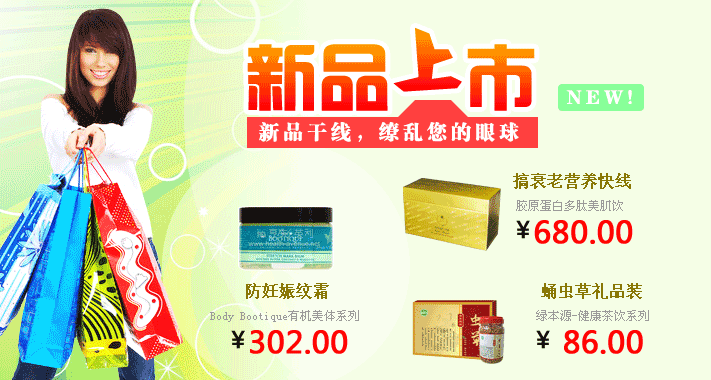 新品上市
NEW!
新品干线，缭乱您的眼球
搞衰老营养快线
胶原蛋白多肽美肌饮
¥680.00
BOOTIQUE
防妊娠纹霜
Body Bootique有机美体系列
¥302.00
蛹虫草礼品装
绿本源-健康茶饮系列
¥ 86.00